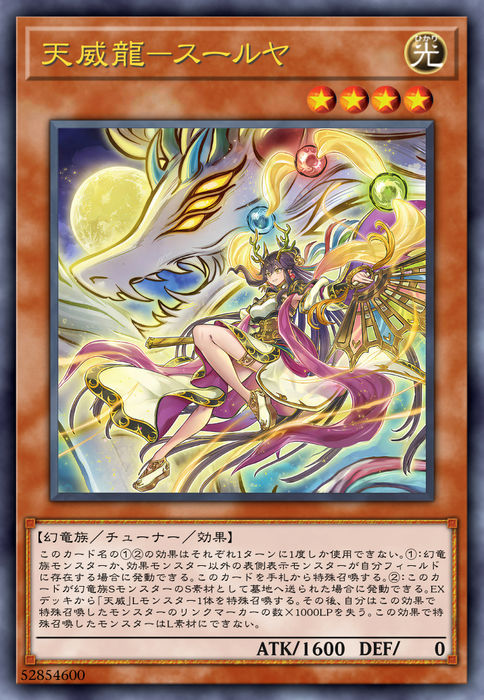 天威龍－スールヤ
ひかり
光
【幻竜族／チューナー／効果】
このカード名の①②の効果はそれぞれ1ターンに1度しか使用できない。①：幻竜
族モンスターか、効果モンスター以外の表側表示モンスターが自分フィールド
に存在する場合に発動できる。このカードを手札から特殊召喚する。②：このカ
ードが幻竜族SモンスターのS素材として墓地へ送られた場合に発動できる。EX
デッキから「天威」Lモンスター1体を特殊召喚する。その後、自分はこの効果で
特殊召喚したモンスターのリンクマーカーの数×1000LPを失う。この効果で特
殊召喚したモンスターはL素材にできない。
ATK/1600 DEF/ 0
52854600